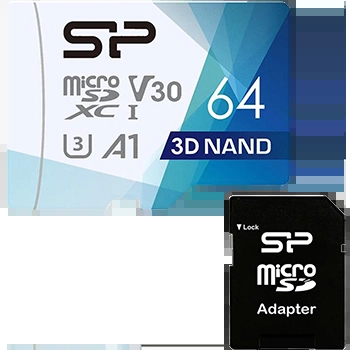 SP
micro SD XC I V30 64
U3 A1 3D NAND
▼Lock
SP
micro SD
Adapter